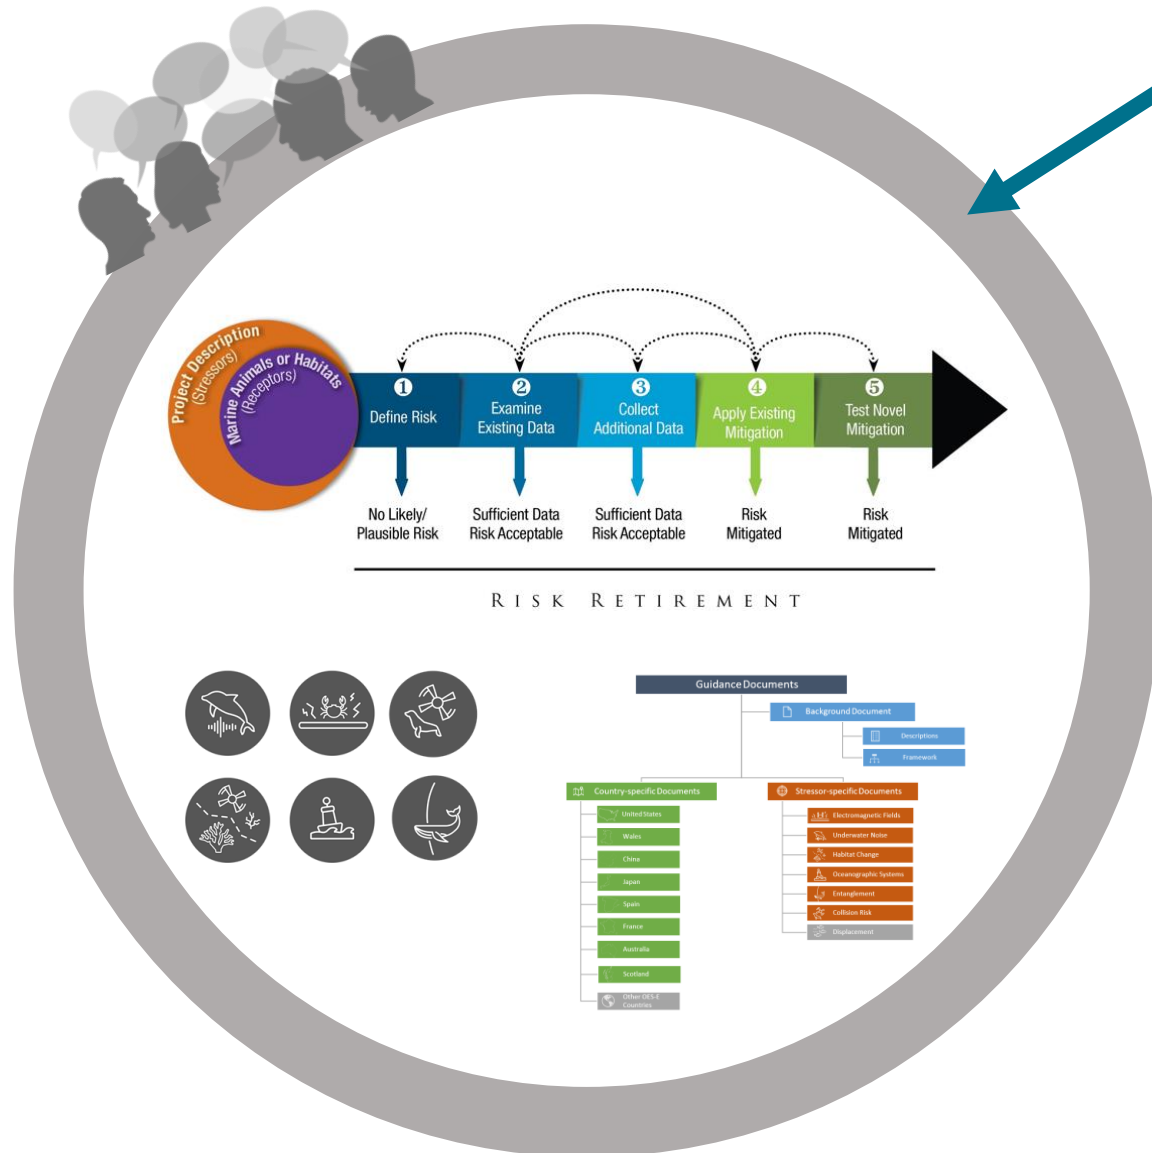 Project Description
(Stressors)
Marine Animals or Habitats
(Receptors)
1
Define Risk
2
Examine
Existing Data
3
Collect
Additional Data
4
Apply Existing
Mitigation
5
Test Novel
Mitigation
No Likely/
Plausible Risk
Sufficient Data
Risk Acceptable
Sufficient Data
Risk Acceptable
Risk
Mitigated
Risk
Mitigated
RISK RETIREMENT
Guidance Documents
Background Document
Descriptions
Framework
Country-specific Documents
United States
Wales
China
Japan
Spain
France
Australia
Scotland
Other OES-E
Countries
Stressor-specific Documents
Electromagnetic Fields
Underwater Noise
Habitat Change
Oceanographic Systems
Entanglement
Collision Risk
Displacement